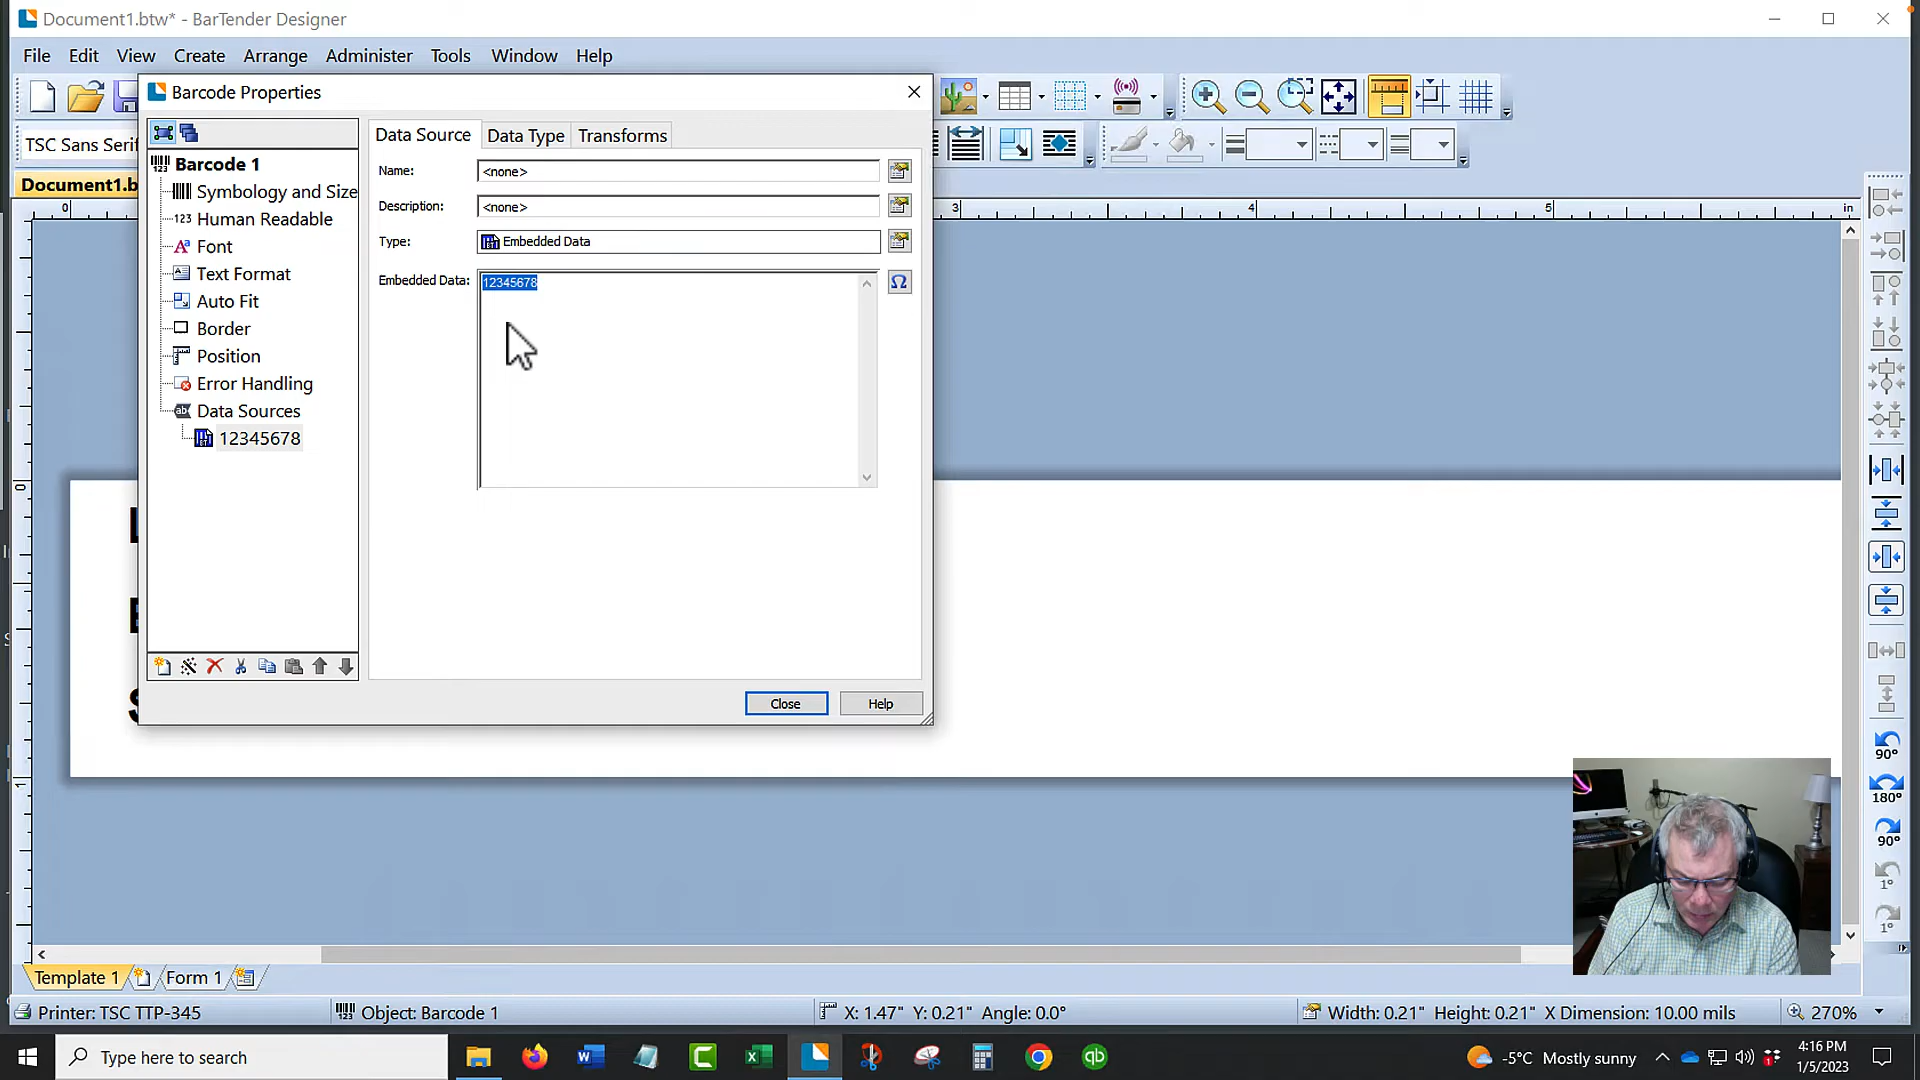 Document1.btw* - BarTender Designer
File Edit View Create Arrange Administer Tools Window Help
Barcode Properties
TSC Sans Serif
Document1.b
Barcode 1
Symbology and Size
123 Human Readable
Font
Text Format
Auto Fit
Border
Position
Error Handling
Data Sources
12345678
Data Source Data Type Transforms
Name: <none>
Description: <none>
Type: Embedded Data
Embedded Data: 12345678
Ω
Close Help
0 3 4 5 in
0
1
90°
180°
90°
1°
1°
Template 1 Form 1
Printer: TSC TTP-345 Object: Barcode 1 X: 1.47" Y: 0.21" Angle: 0.0° Width: 0.21" Height: 0.21" X Dimension: 10.00 mils 270%
Type here to search
-5°C Mostly sunny
4:16 PM
1/5/2023